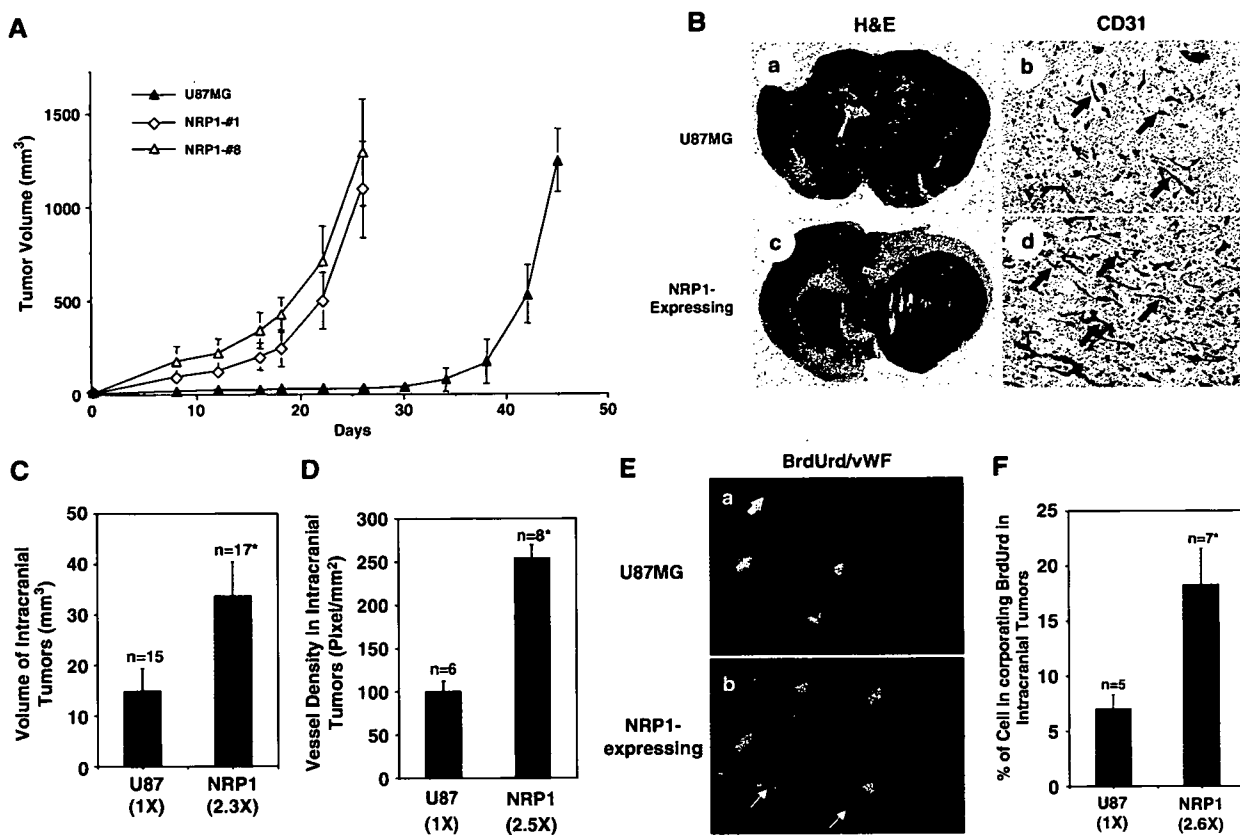 A
Tumor Volume (mm³)
1500
1000
500
0
U87MG
NRP1-#1
NRP1-#8
0
10
20
30
40
50
Days
B
H&E
CD31
U87MG
NRP1-
Expressing
a
b
c
d
C
Volume of Intracranial
Tumors (mm³)
50
40
30
20
10
0
n=15
n=17*
U87
(1X)
NRP1
(2.3X)
D
Vessel Density In Intracranial
Tumors (Pixel/mm²)
300
250
200
150
100
50
0
n=6
n=8*
U87
(1X)
NRP1
(2.5X)
E
BrdUrd/vWF
U87MG
NRP1-
expressing
a
b
F
% of Cell In corporating BrdUrd in
Intracranial Tumors
25
20
15
10
5
0
n=5
n=7*
U87
(1X)
NRP1
(2.6X)